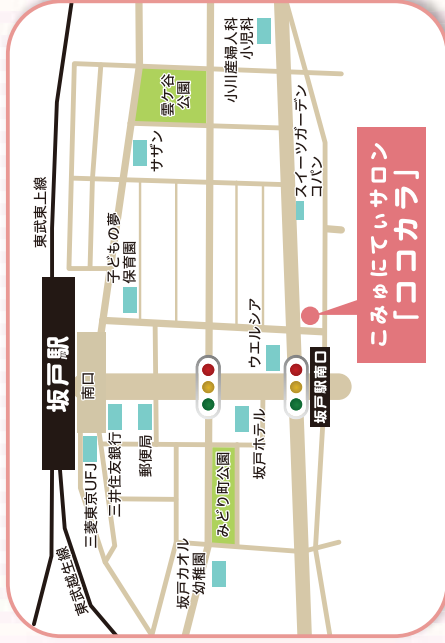 東武東上線
坂戸駅
南口
東武越生線
三菱東京UFJ
三井住友銀行
郵便局
子どもの夢
保育園
サザン
雲ケ谷
公園
小川産婦人科
小児科
スイーツガーデン
コパン
ウエルシア
坂戸ホテル
みどり町公園
坂戸カオル
幼稚園
坂戸駅南口
こみゅにてぃサロン
「ココカラ」